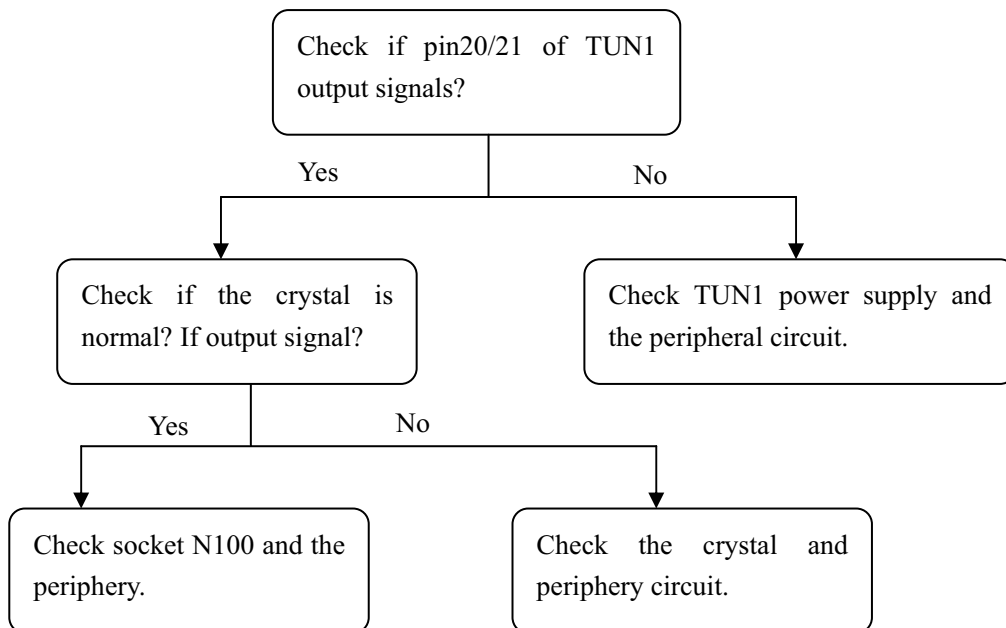 Check if pin20/21 of TUN1
output signals?
Yes
No
Check if the crystal is
normal? If output signal?
Check TUN1 power supply and
the peripheral circuit.
Yes
No
Check socket N100 and the
periphery.
Check the crystal and
periphery circuit.